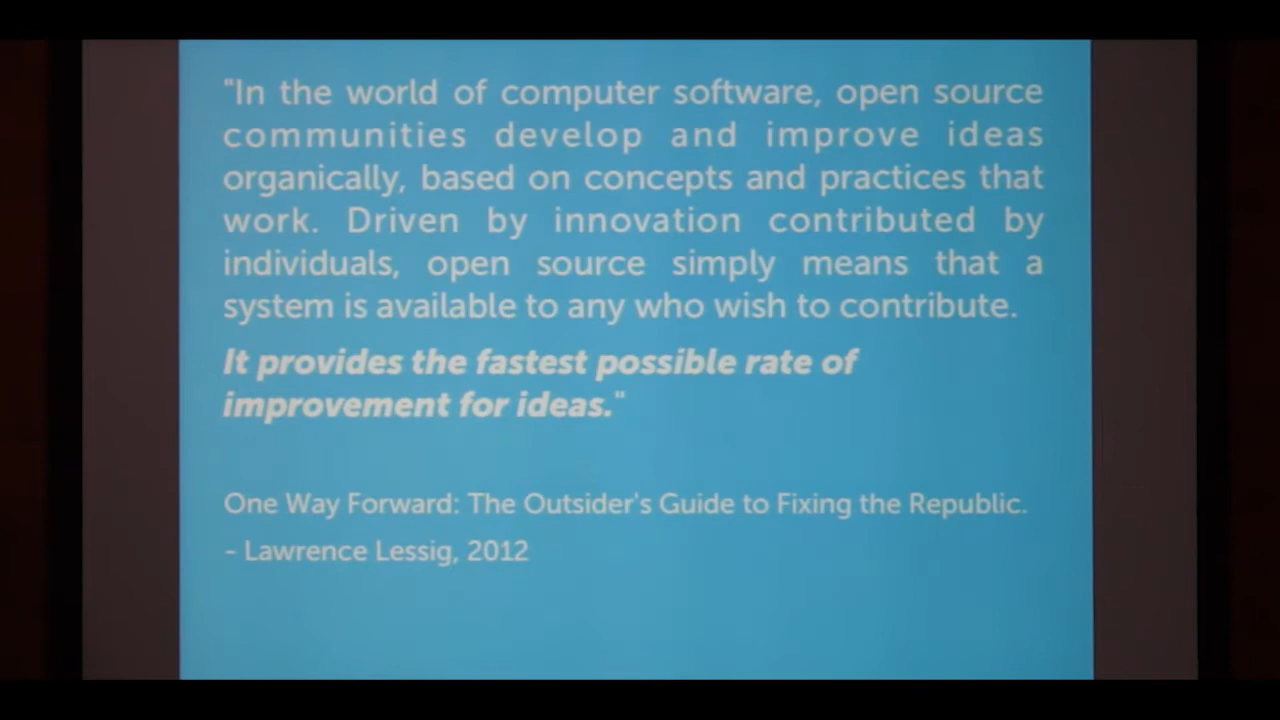 "In the world of computer software, open source
communities develop and improve ideas
organically, based on concepts and practices that
work. Driven by innovation contributed by
individuals, open source simply means that a
system is available to any who wish to contribute.
It provides the fastest possible rate of
improvement for ideas."
One Way Forward: The Outsider's Guide to Fixing the Republic.
- Lawrence Lessig, 2012